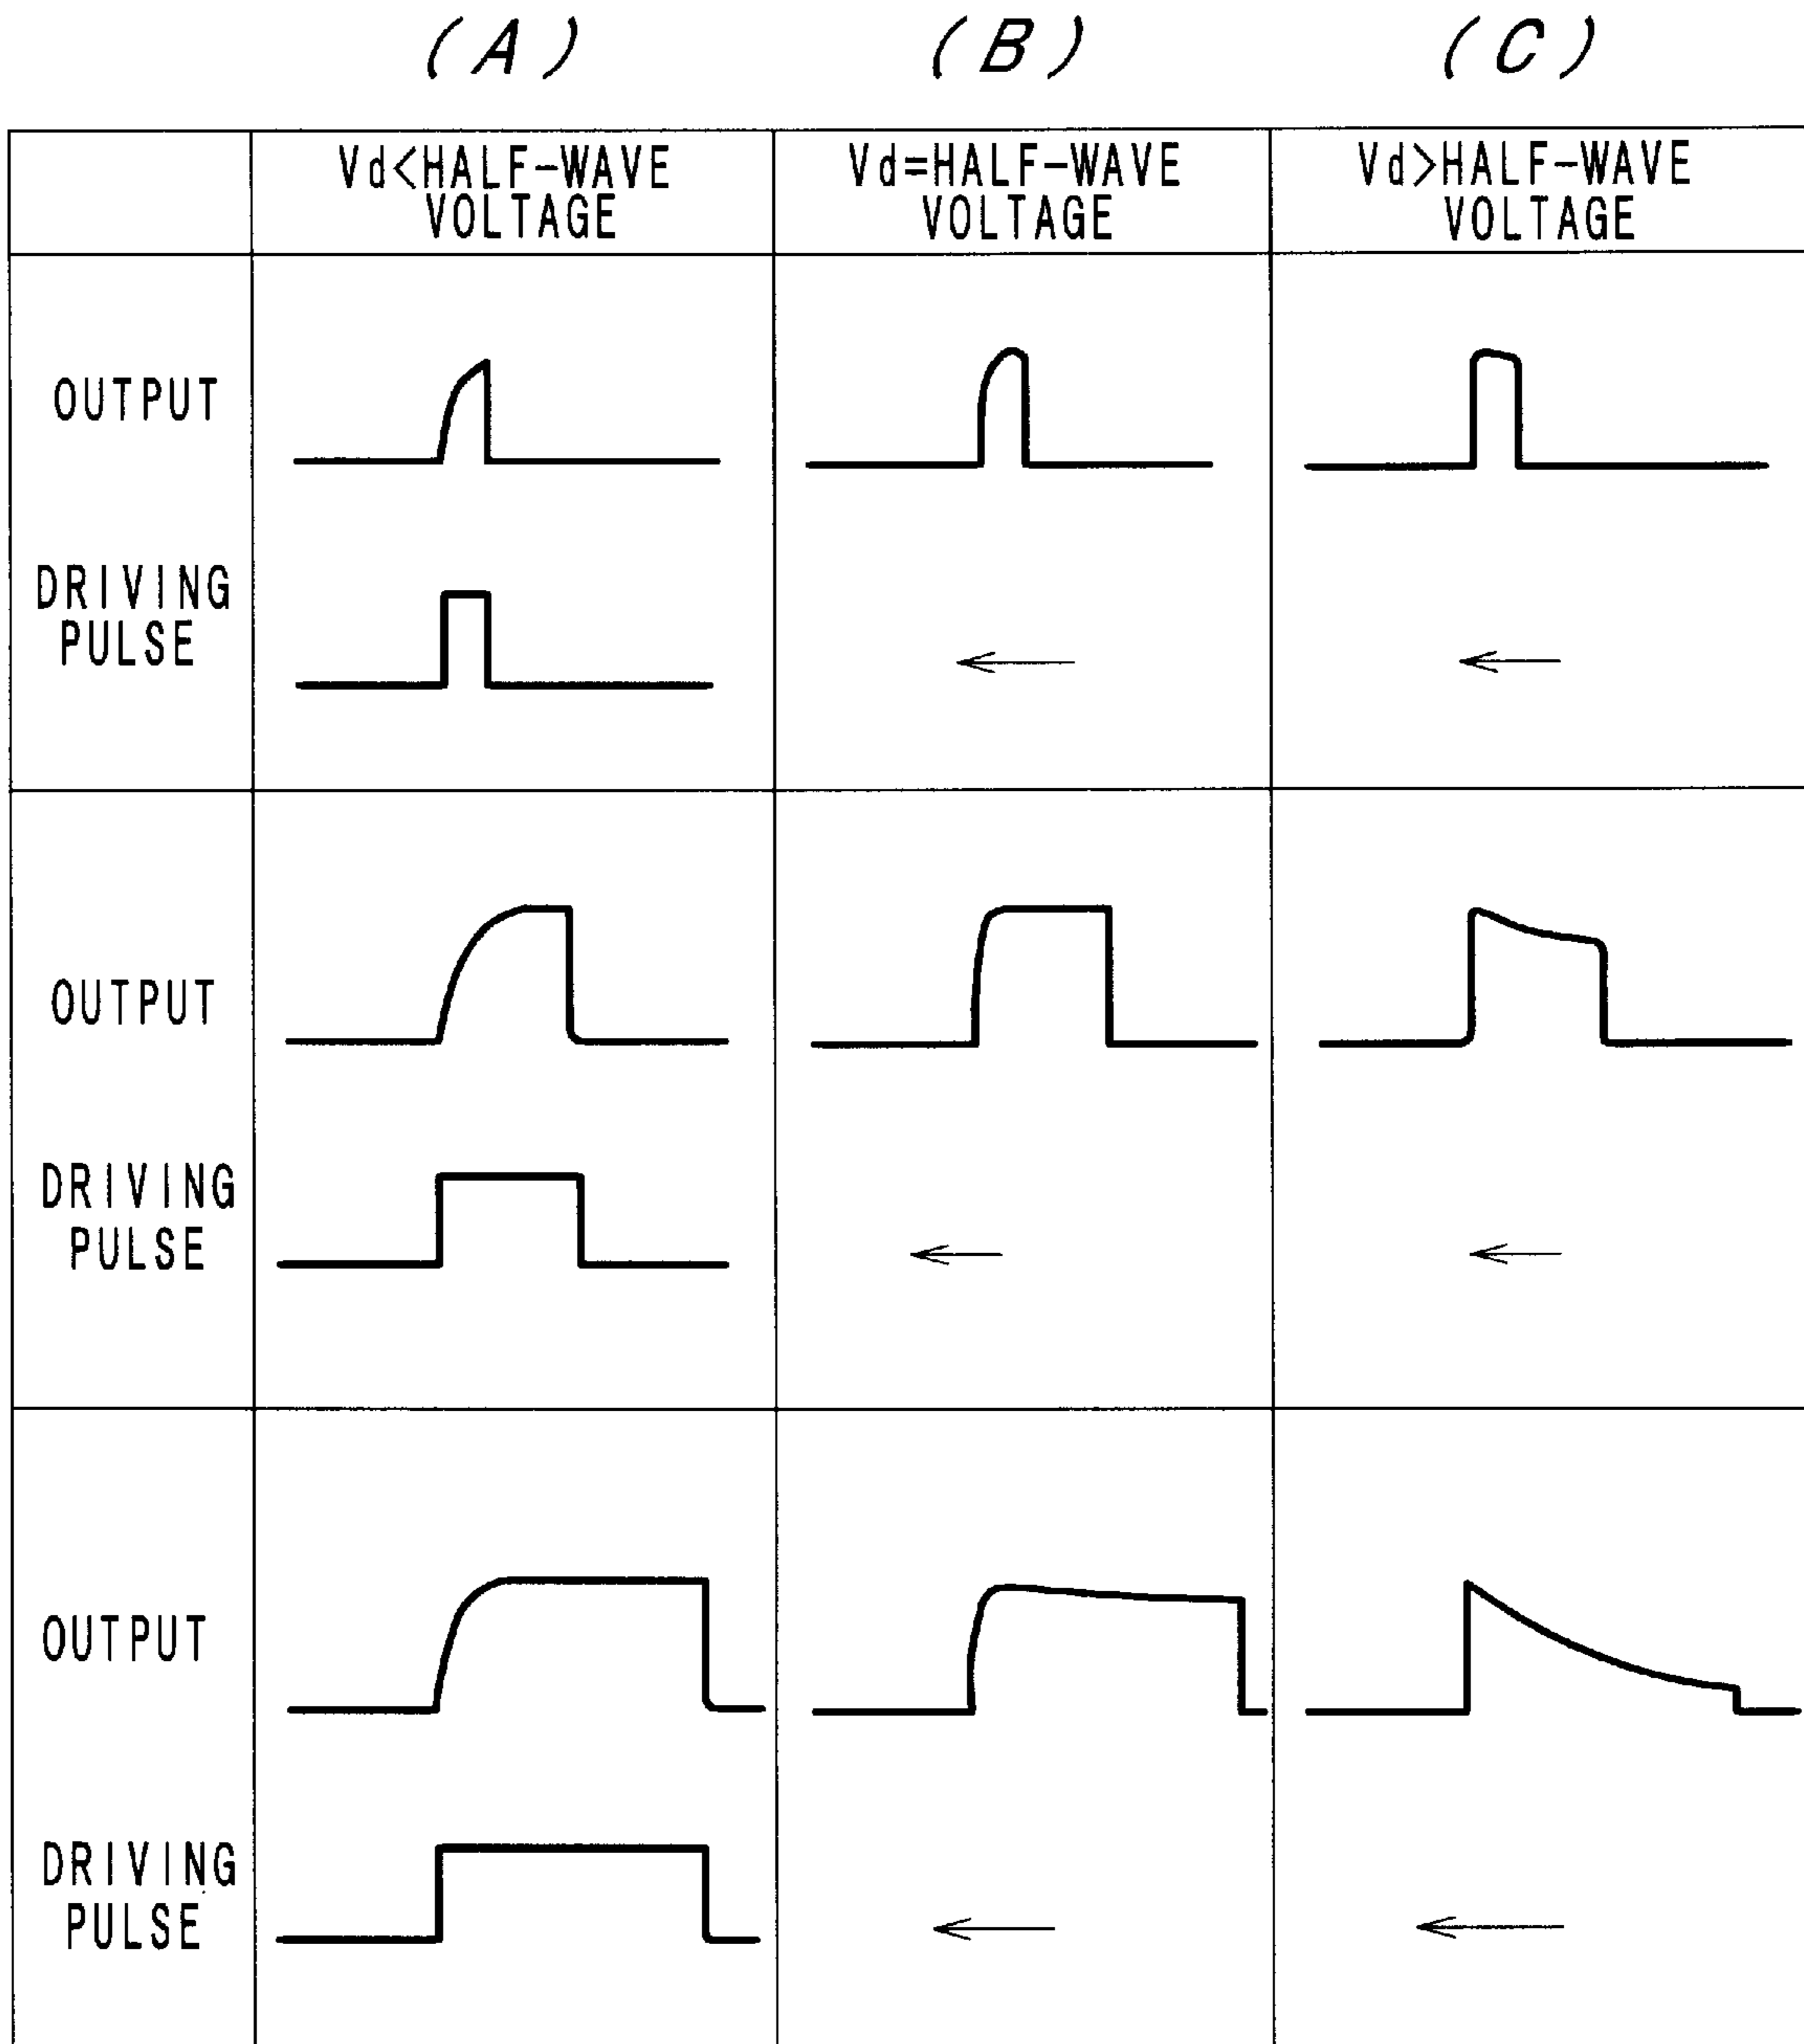 (A)
(B)
(C)
Vd<HALF-WAVE
VOLTAGE
Vd=HALF-WAVE
VOLTAGE
Vd>HALF-WAVE
VOLTAGE
OUTPUT
DRIVING
PULSE
OUTPUT
DRIVING
PULSE
OUTPUT
DRIVING
PULSE